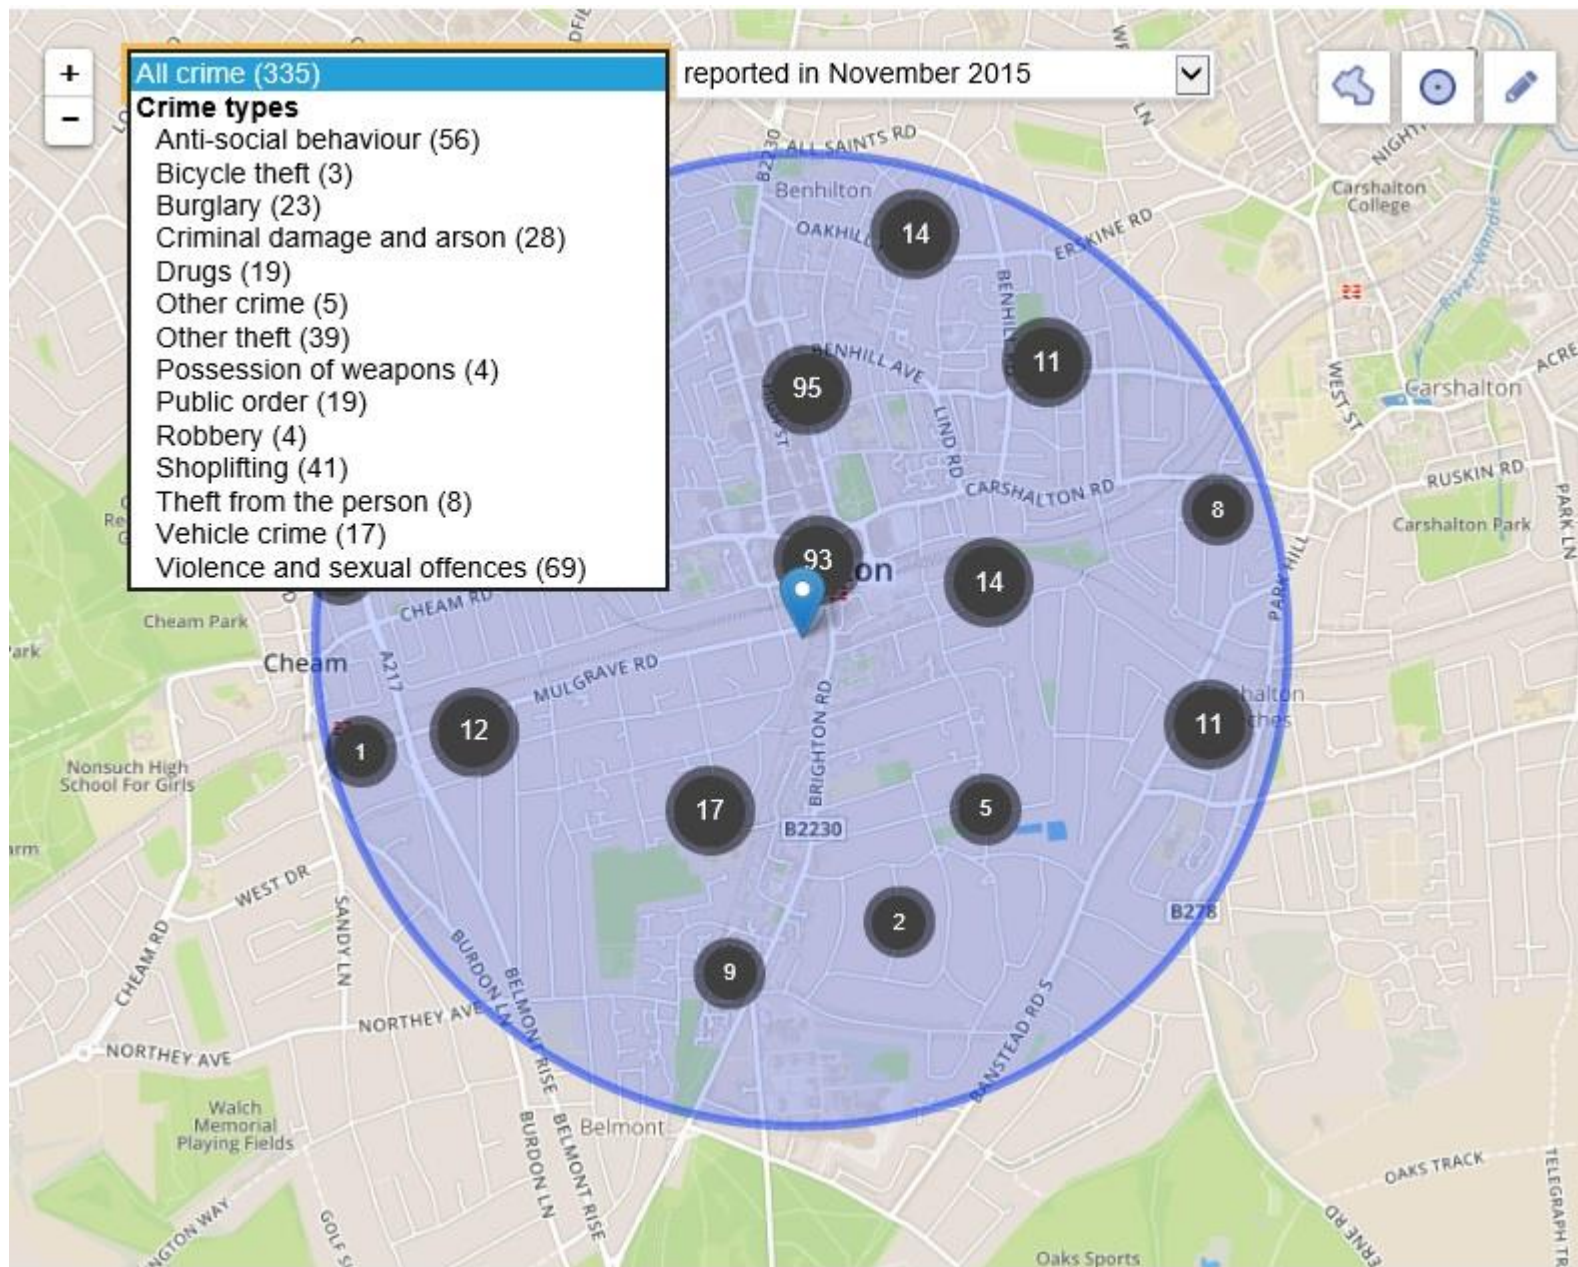 +
−
All crime (335)
reported in November 2015
Crime types
Anti-social behaviour (56)
Bicycle theft (3)
Burglary (23)
Criminal damage and arson (28)
Drugs (19)
Other crime (5)
Other theft (39)
Possession of weapons (4)
Public order (19)
Robbery (4)
Shoplifting (41)
Theft from the person (8)
Vehicle crime (17)
Violence and sexual offences (69)
B2230
ALL SAINTS RD
Benhilton
OAKHILL
14
ERSKINE RD
Carshalton
College
River Wandle
LN
BENHILL AVE
95
11
LIND RD
WEST ST
Carshalton
CARSHALTON RD
8
RUSKIN RD
Carshalton Park
PARK LN
PARK HILL
93
14
CHEAM RD
Cheam Park
Cheam
A217
MULGRAVE RD
BRIGHTON RD
1
12
11
Nonsuch High
School For Girls
17
B2230
5
WEST DR
SANDY LN
CHEAM RD
2
B278
9
BURDON LN
BELMONT RISE
NORTHEY AVE
NORTHEY AVE
BANSTEAD RD S
Walch
Memorial
Playing Fields
Belmont
BURDON LN
BELMONT RISE
OAKS TRACK
Oaks Sports